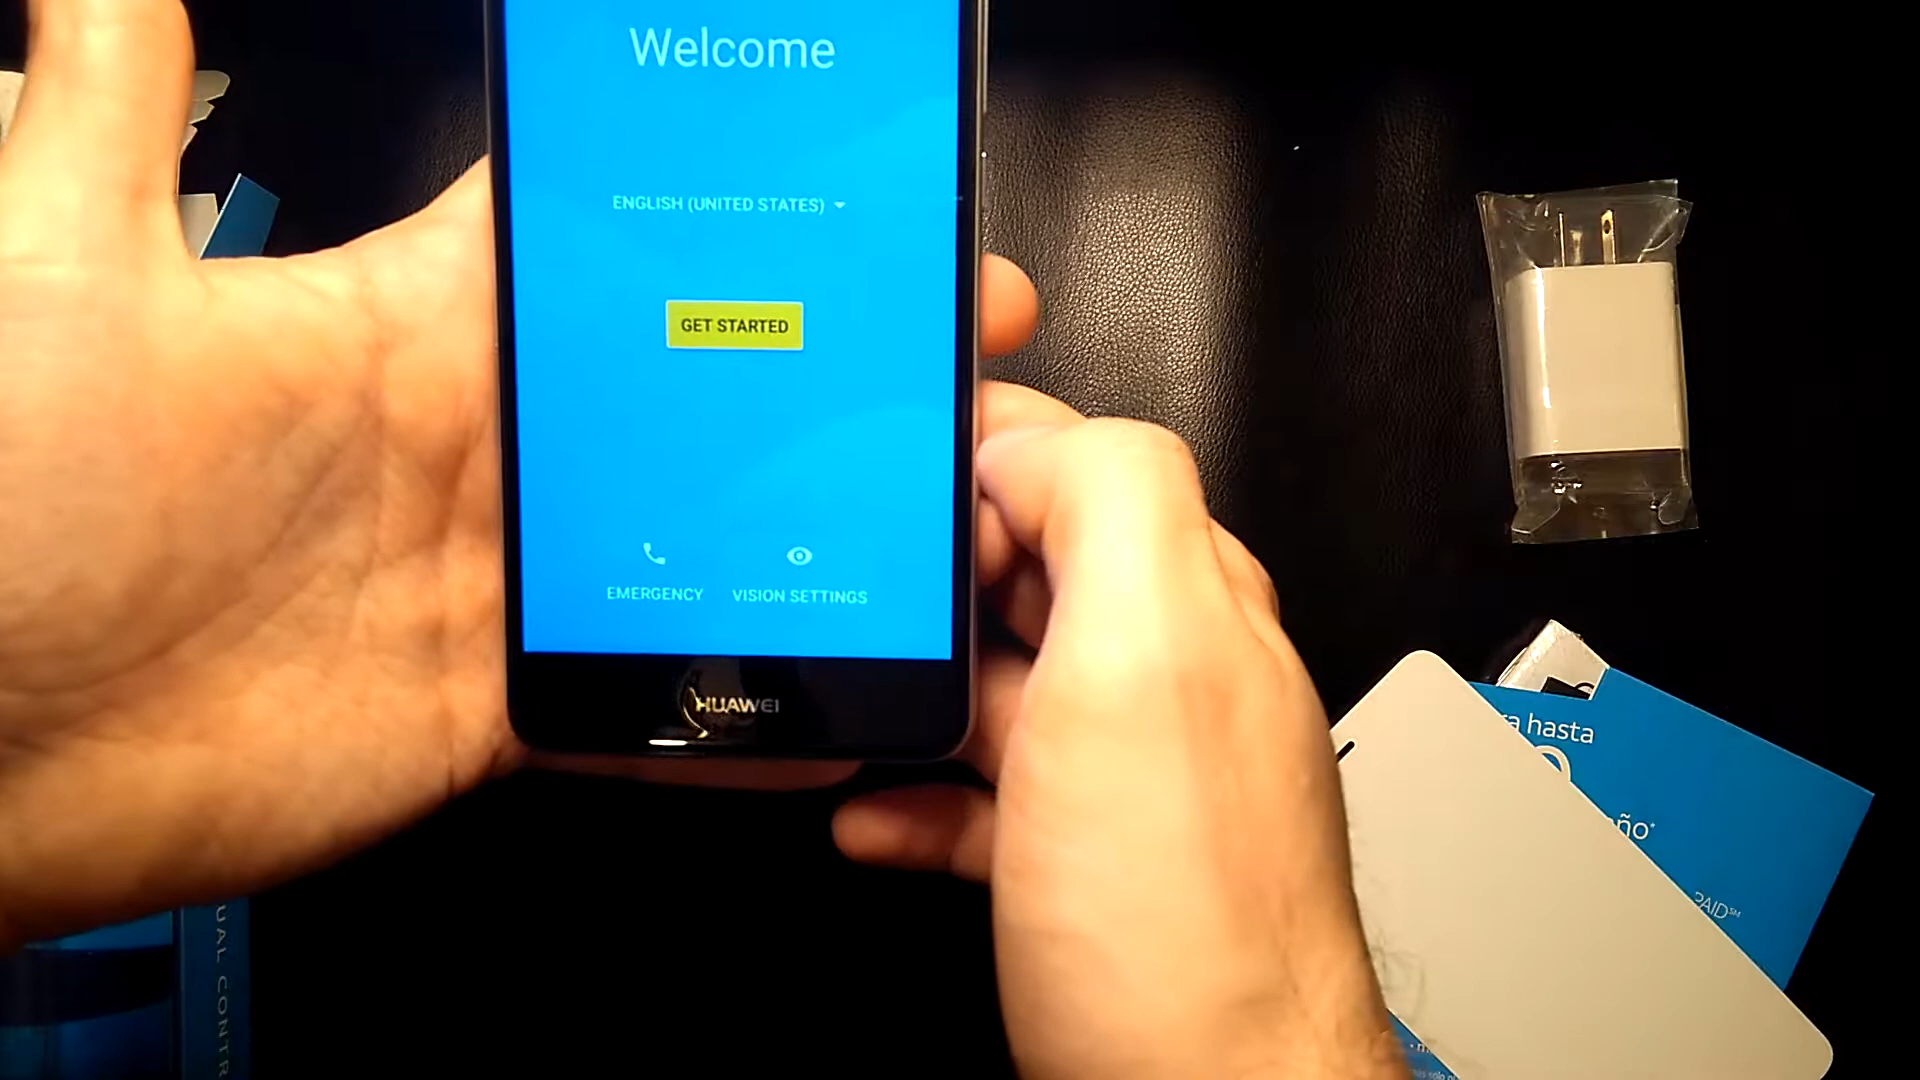 Welcome
ENGLISH (UNITED STATES)
GET STARTED
EMERGENCY
VISION SETTINGS
HUAWEI
hasta
PAID℠